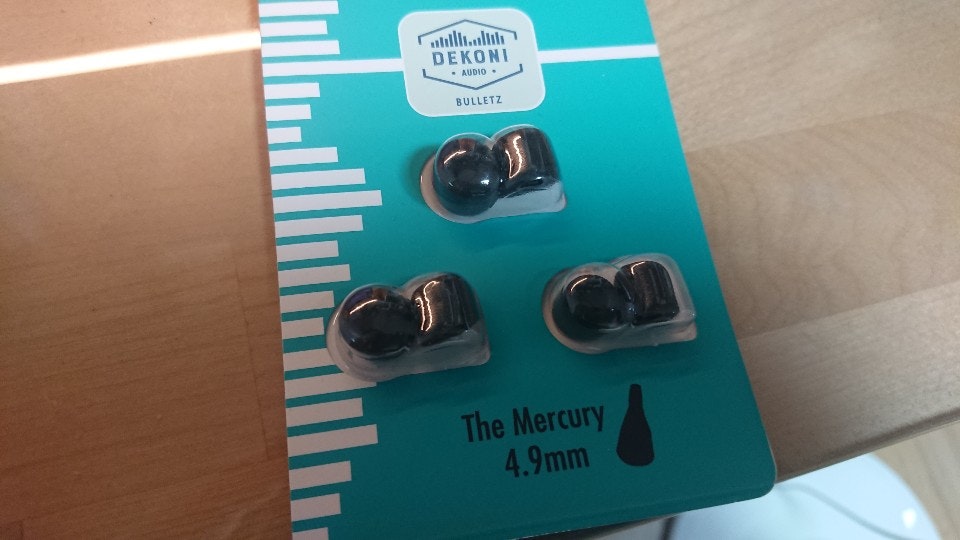 DEKONI
• AUDIO •
BULLETZ
The Mercury
4.9mm